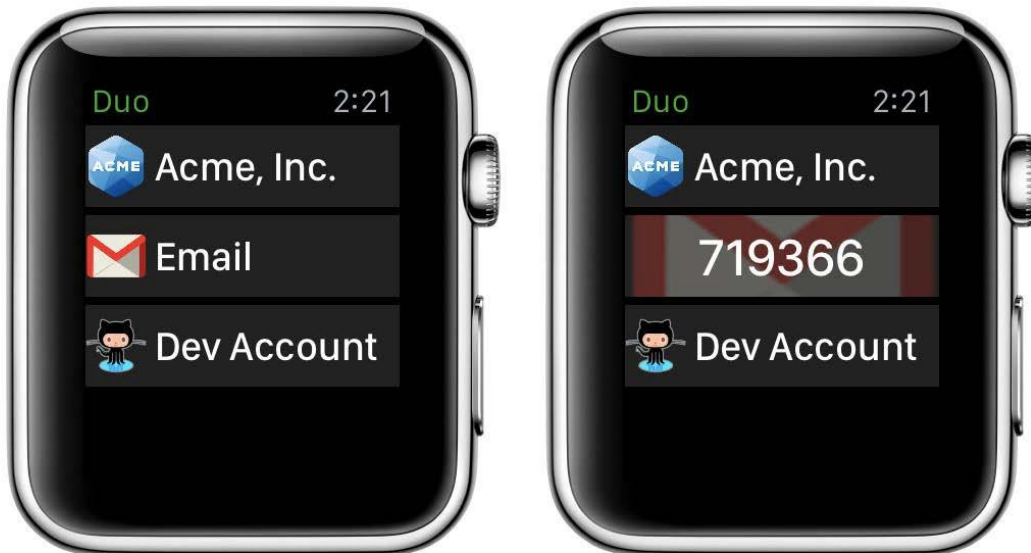 Duo 2:21
ACME Acme, Inc.
Email
Dev Account
Duo 2:21
ACME Acme, Inc.
719366
Dev Account